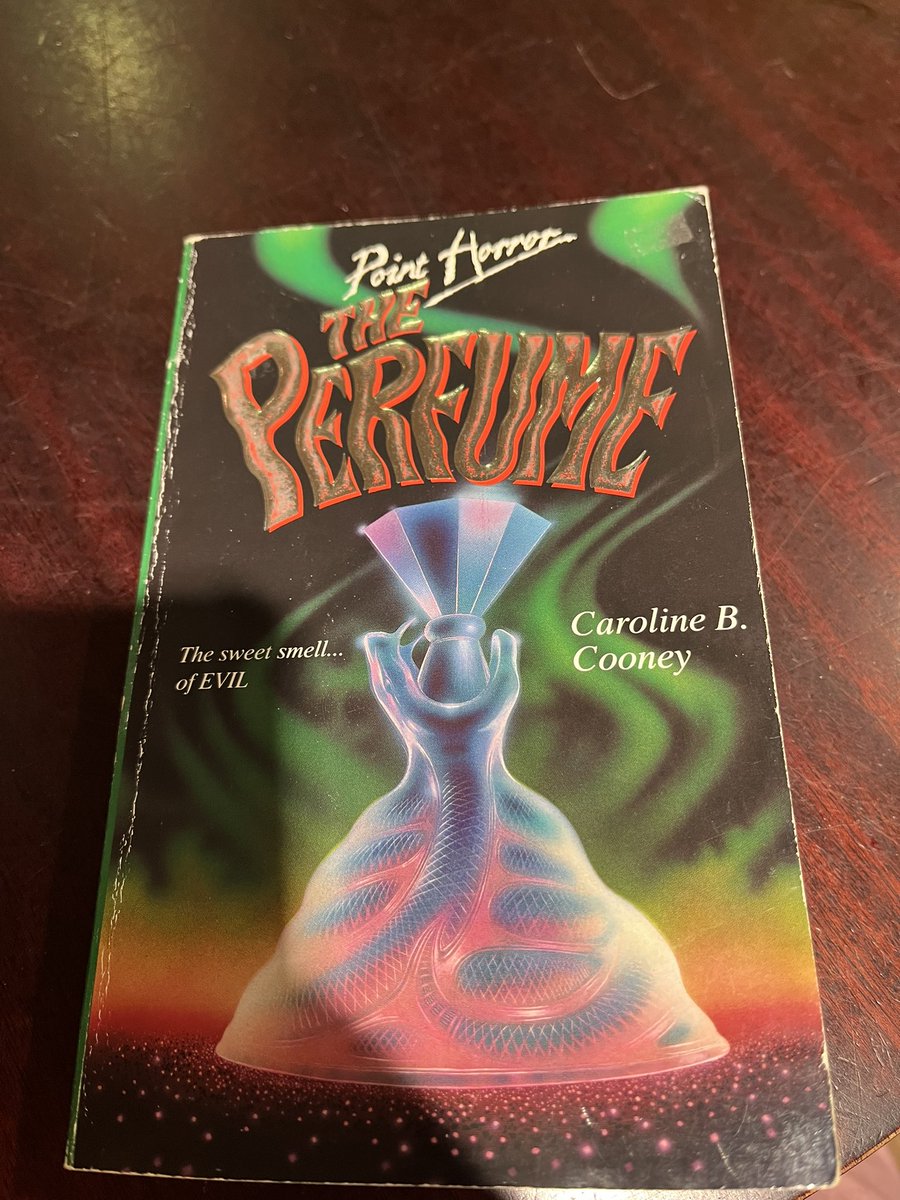 Point Horror
THE
PERFUME
Caroline B.
Cooney
The sweet smell...
of EVIL